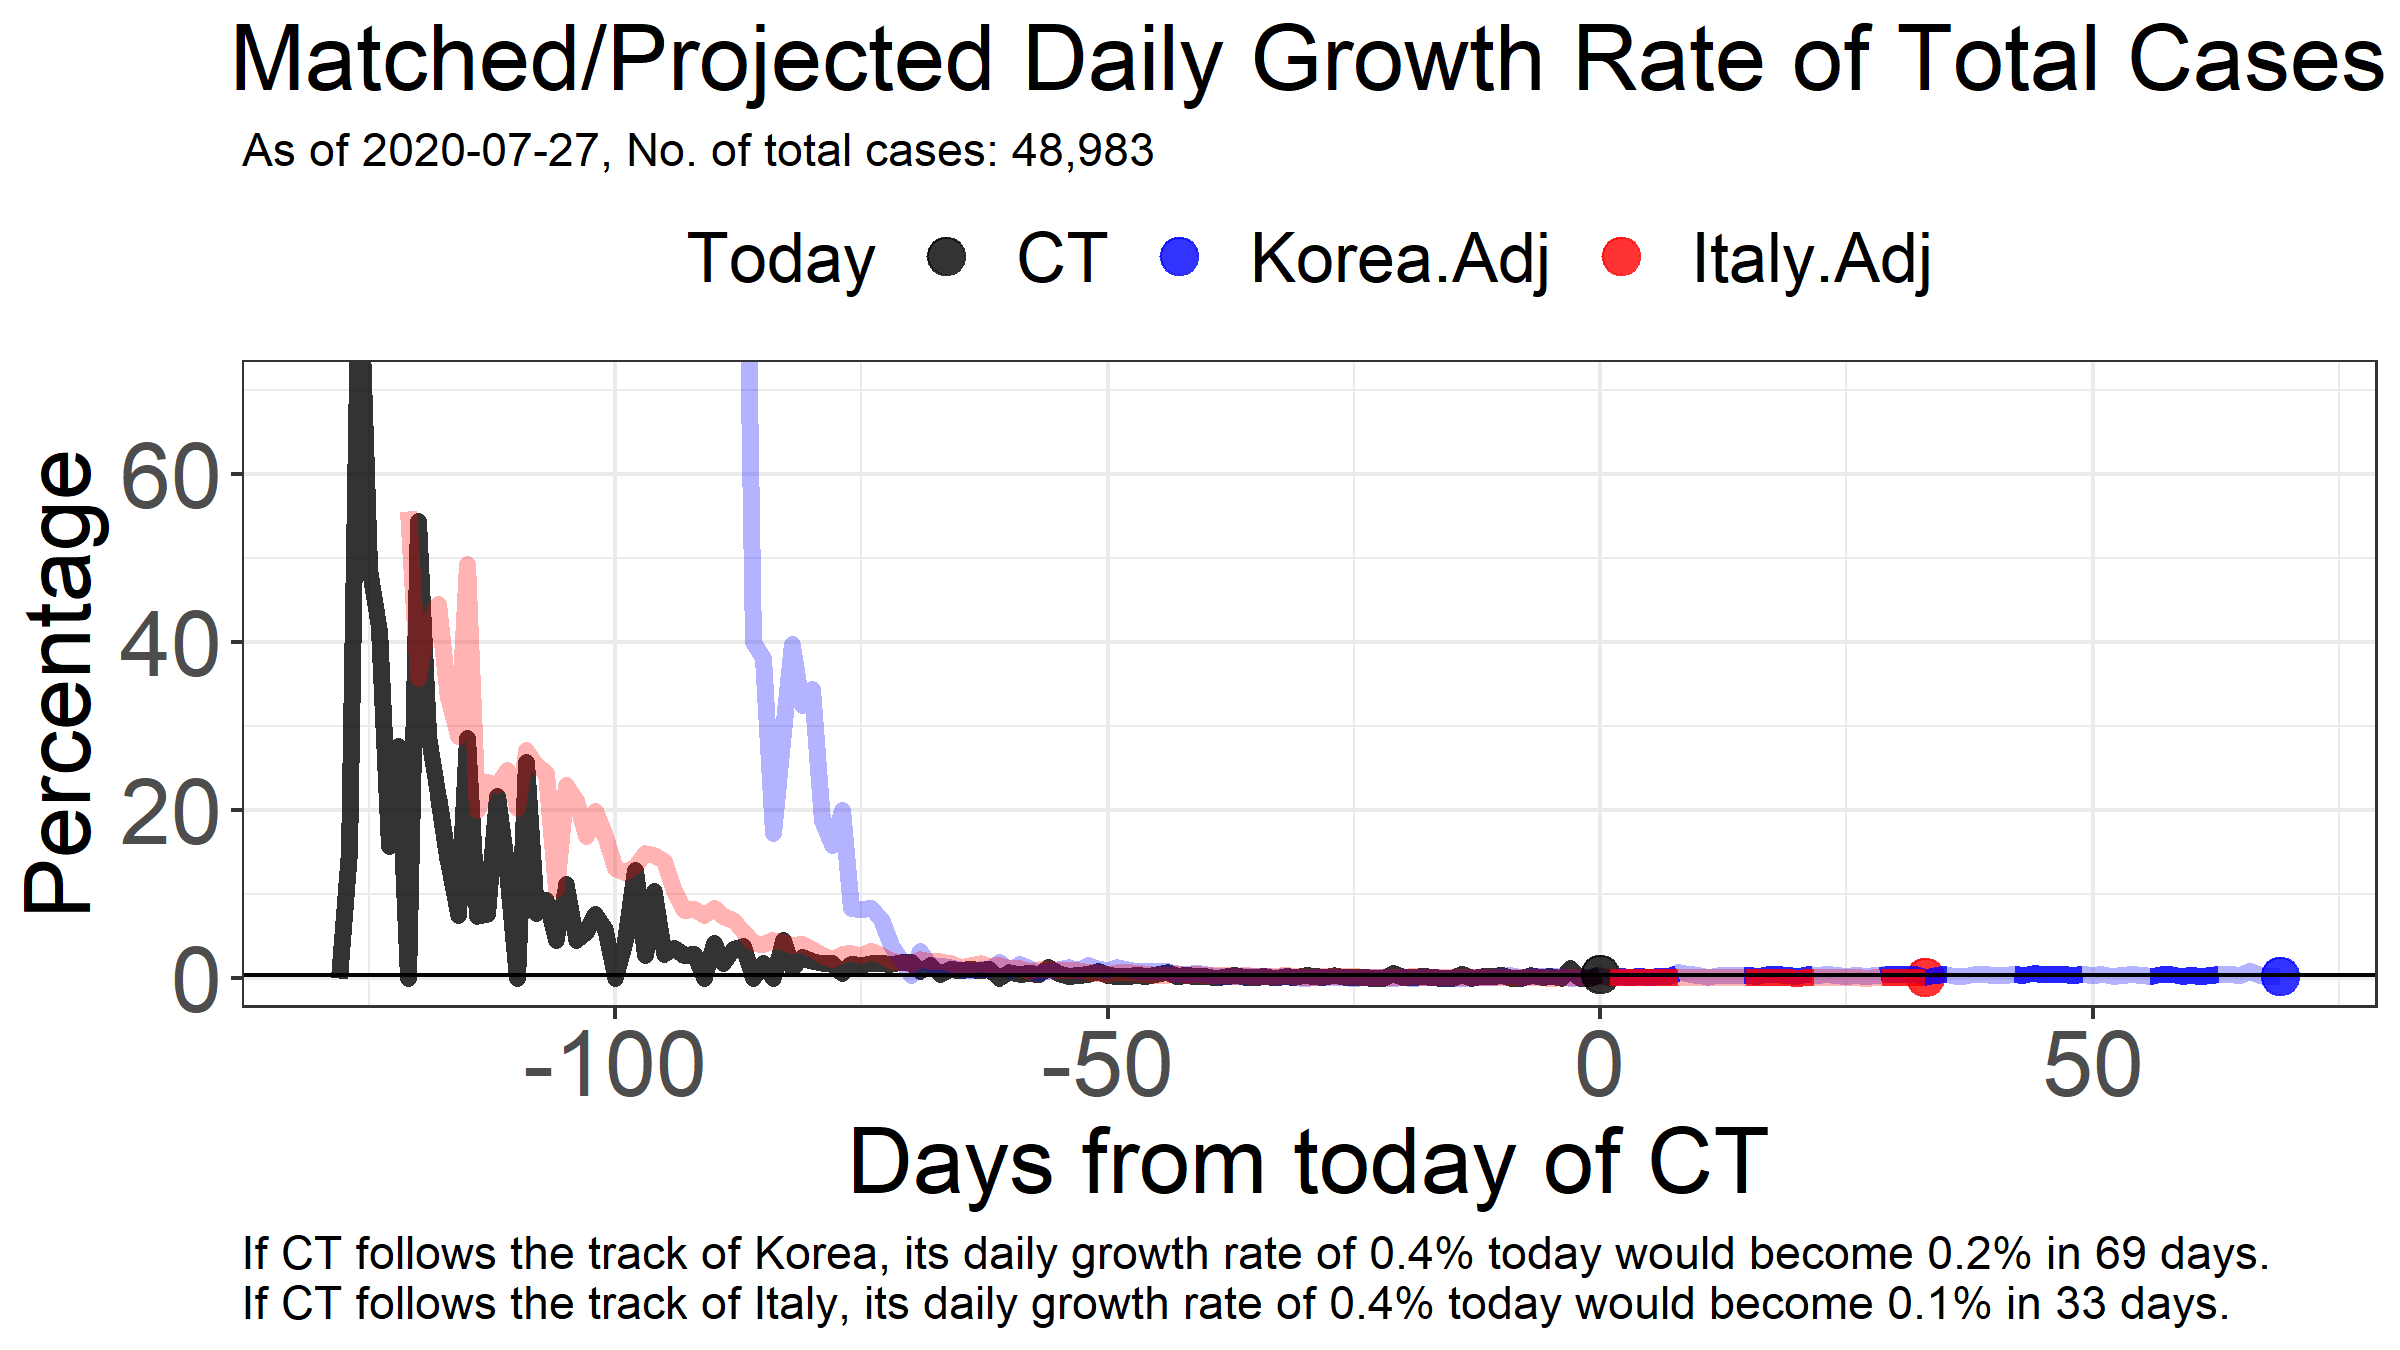 Matched/Projected Daily Growth Rate of Total Cases
As of 2020-07-27, No. of total cases: 48,983
Today CT Korea.Adj Italy.Adj
Percentage
60
40
20
0
-100 -50 0 50
Days from today of CT
If CT follows the track of Korea, its daily growth rate of 0.4% today would become 0.2% in 69 days.
If CT follows the track of Italy, its daily growth rate of 0.4% today would become 0.1% in 33 days.